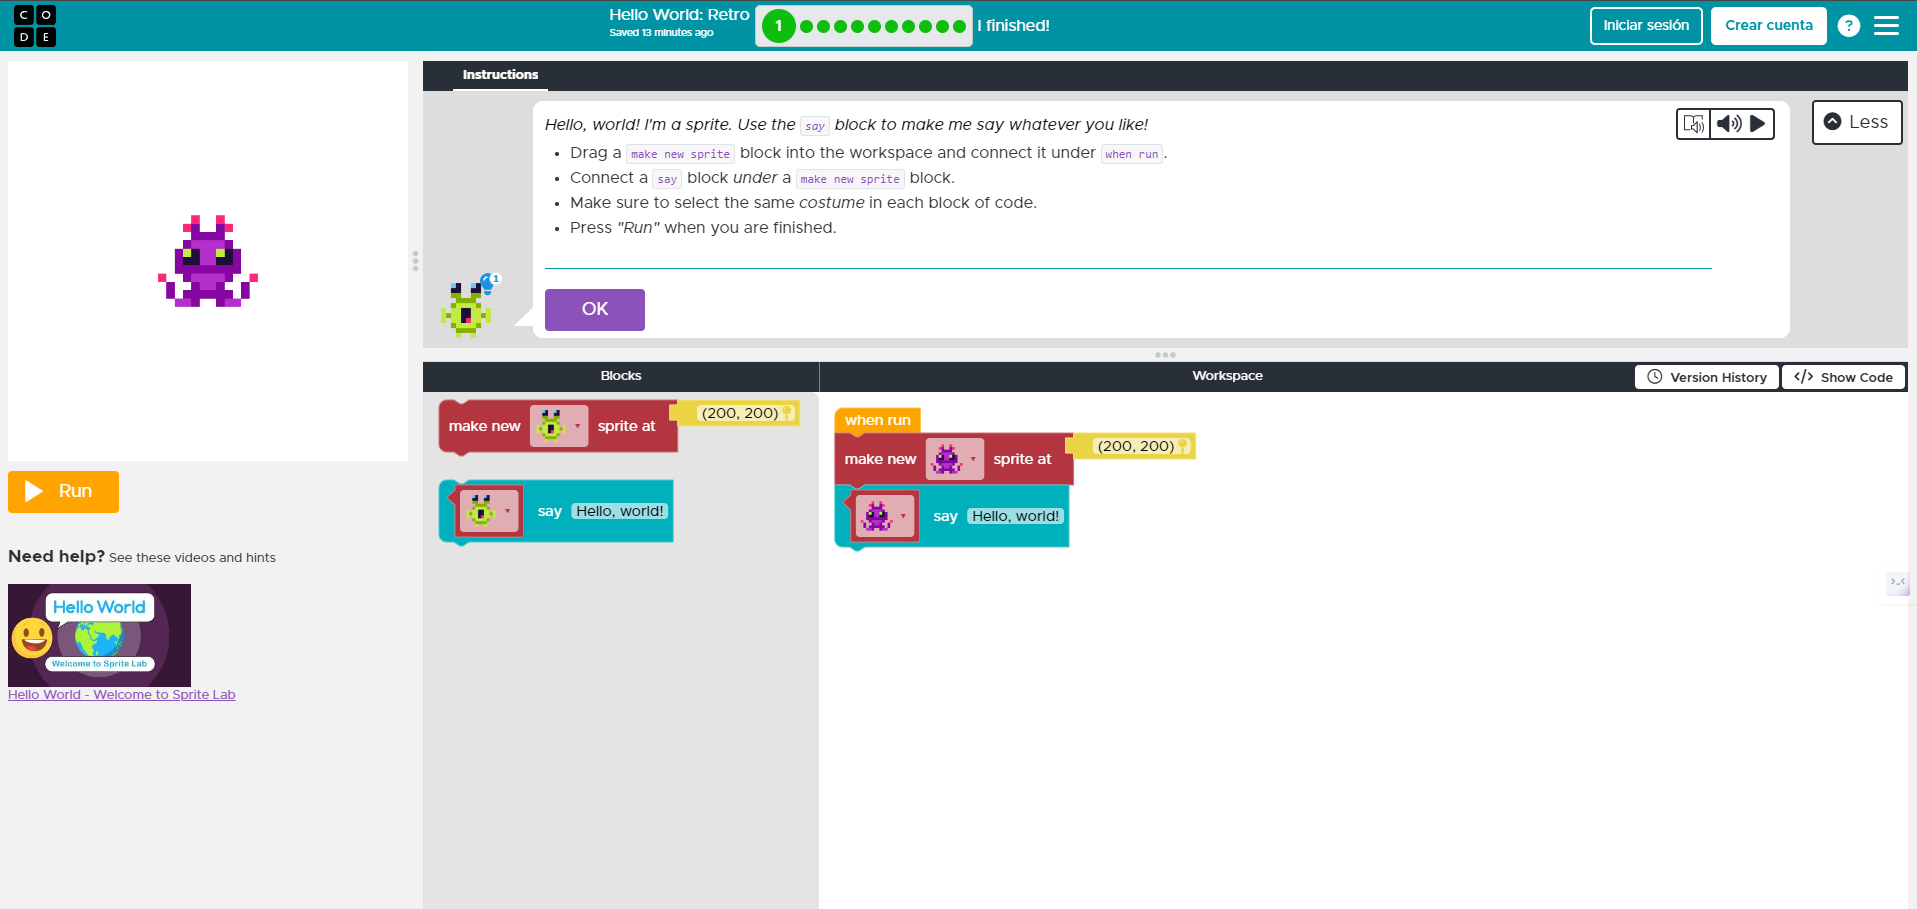 CODE
Hello World: Retro
Saved 13 minutes ago
1
I finished!
Iniciar sesión
Crear cuenta
?
Instructions
Hello, world! I'm a sprite. Use the say block to make me say whatever you like!
• Drag a make new sprite block into the workspace and connect it under when run.
• Connect a say block under a make new sprite block.
• Make sure to select the same costume in each block of code.
• Press "Run" when you are finished.
Less
1
OK
Run
Need help? See these videos and hints
Hello World
Welcome to Sprite Lab
Hello World - Welcome to Sprite Lab
Blocks
Workspace
Version History
</> Show Code
make new sprite at (200, 200)
say Hello, world!
when run
make new sprite at (200, 200)
say Hello, world!